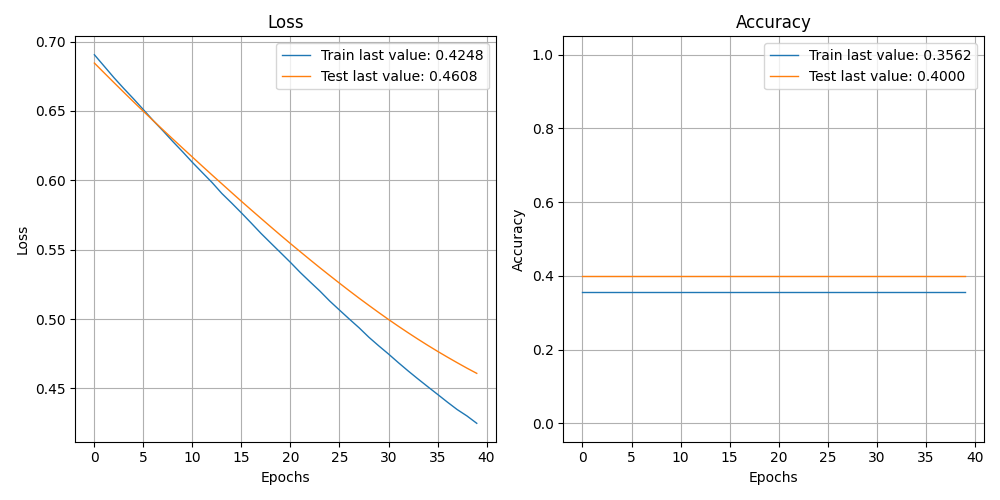 Loss
Train last value: 0.4248
Test last value: 0.4608
0.70
0.65
0.60
0.55
0.50
0.45
Loss
0 5 10 15 20 25 30 35 40
Epochs
Accuracy
Train last value: 0.3562
Test last value: 0.4000
1.0
0.8
0.6
0.4
0.2
0.0
Accuracy
0 5 10 15 20 25 30 35 40
Epochs